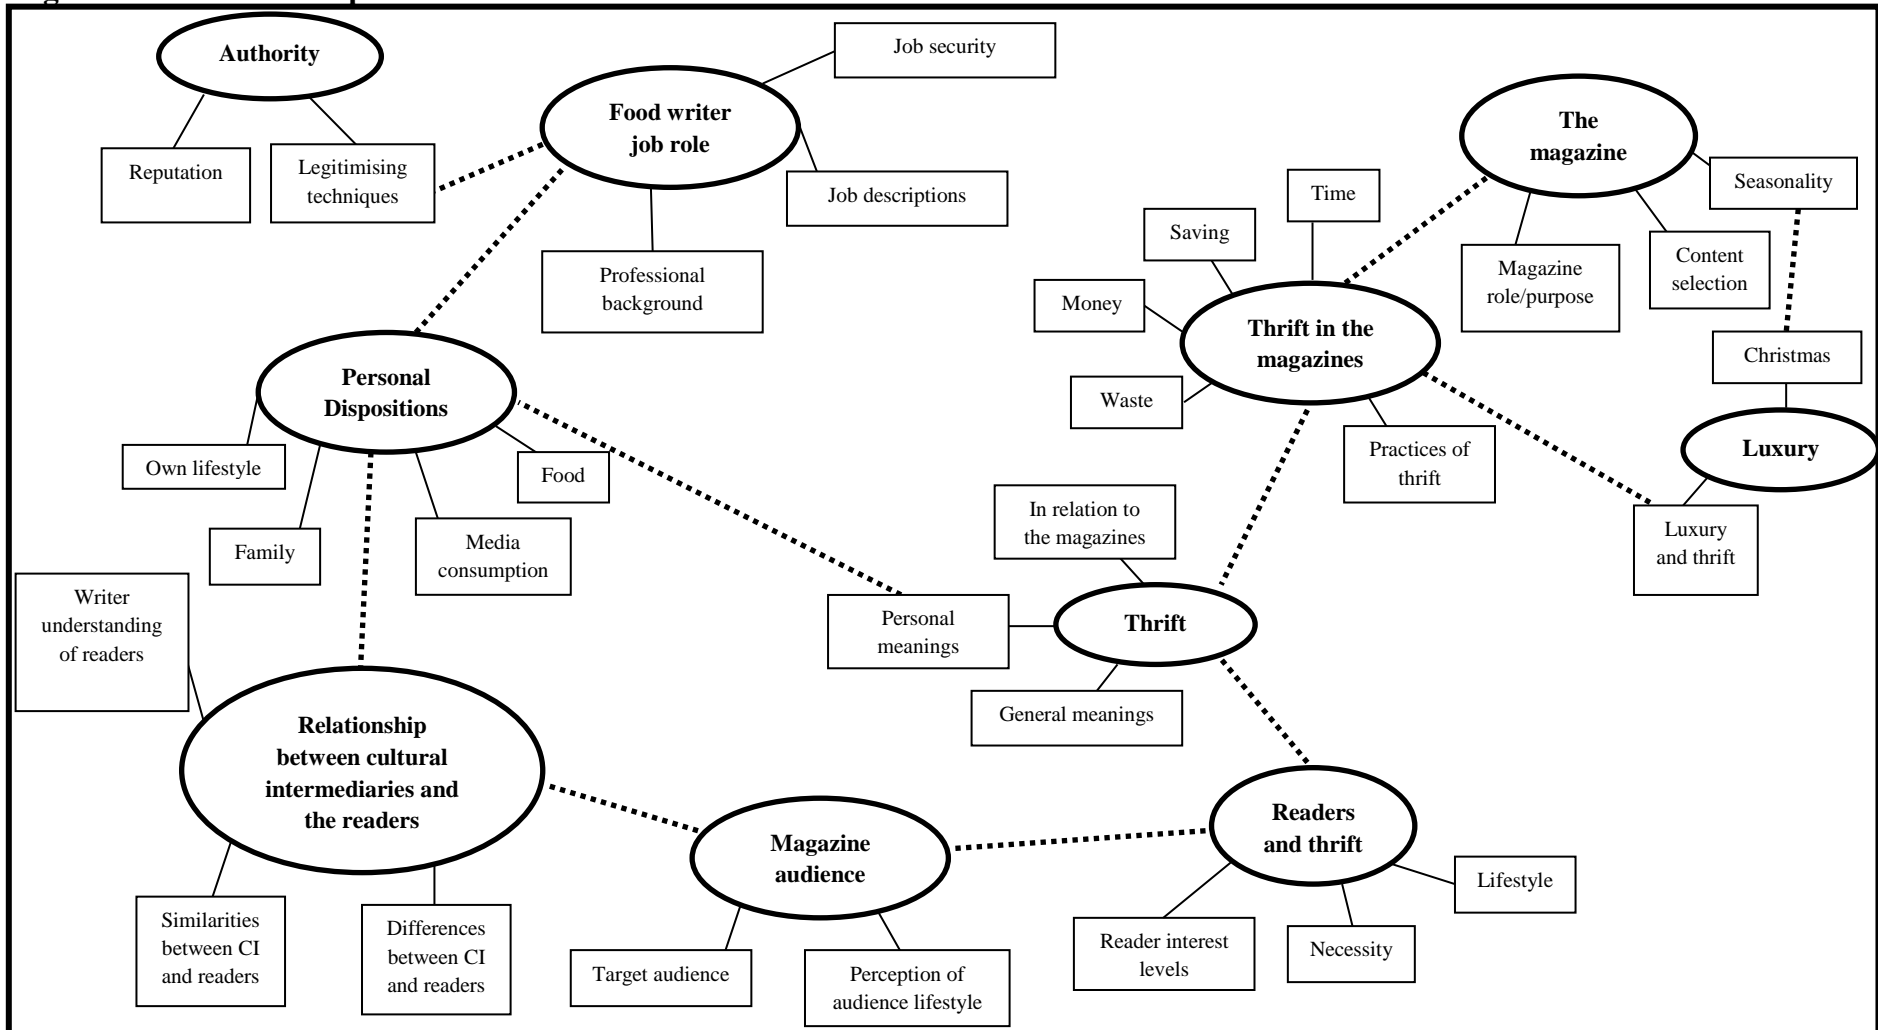 Authority
Job security
Food writer
job role
The
magazine
Reputation
Legitimising
techniques
Job descriptions
Time
Seasonality
Saving
Professional
background
Magazine
role/purpose
Content
selection
Money
Thrift in the
magazines
Christmas
Personal
Dispositions
Waste
Practices of
thrift
Luxury
Own lifestyle
Food
In relation to
the magazines
Luxury
and thrift
Family
Media
consumption
Writer
understanding
of readers
Personal
meanings
Thrift
General meanings
Relationship
between cultural
intermediaries and
the readers
Magazine
audience
Readers
and thrift
Lifestyle
Similarities
between CI
and readers
Differences
between CI
and readers
Target audience
Perception of
audience lifestyle
Reader interest
levels
Necessity